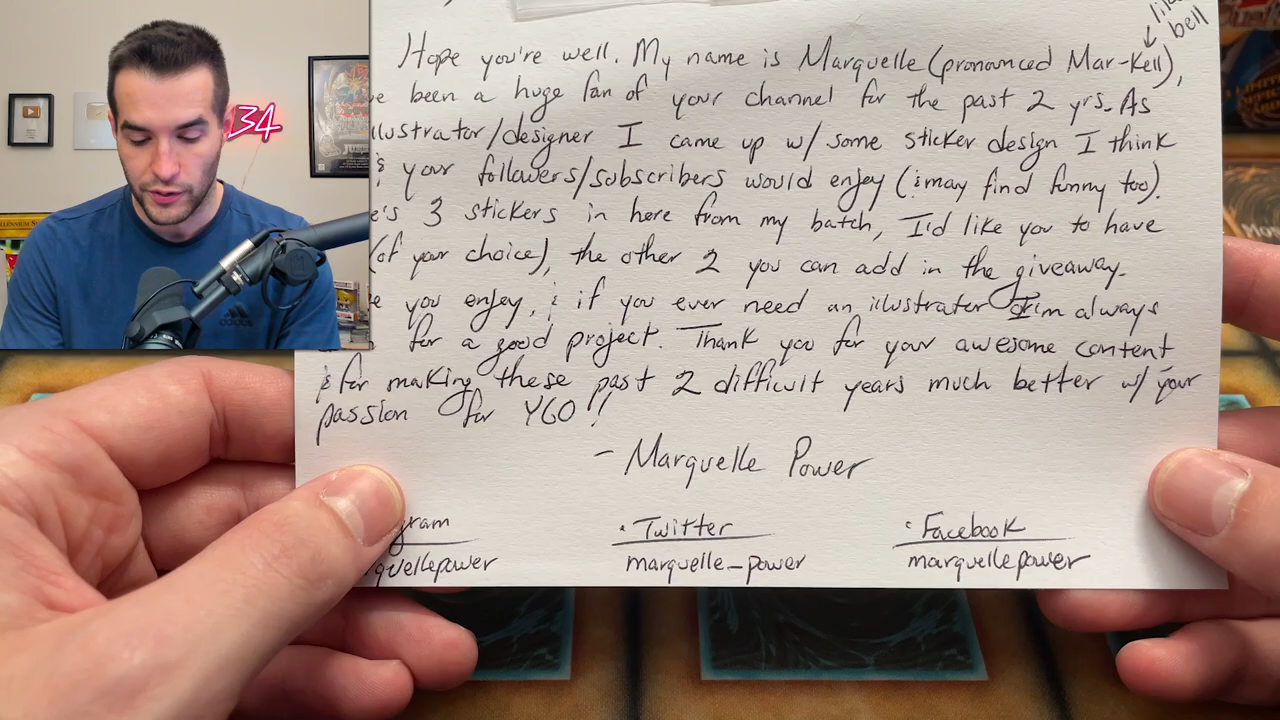 like
bell
Hope you're well. My name is Marquelle (pronounced Mar-Kell),
been a huge fan of your channel for the past 2 yrs. As
illustrator/designer I came up w/ some sticker design I think
& your followers/subscribers would enjoy (& may find funny too).
3 stickers in here from my batch, I'd like you to have
(of your choice), the other 2 you can add in the giveaway.
you enjoy, & if you ever need an illustrator I'm always
for a good project. Thank you for your awesome content
& for making these past 2 difficult years much better w/ your
passion for YGO!!
- Marquelle Power
gram
quellepower
• Twitter
marquelle_power
• Facebook
marquellepower
34
adidas